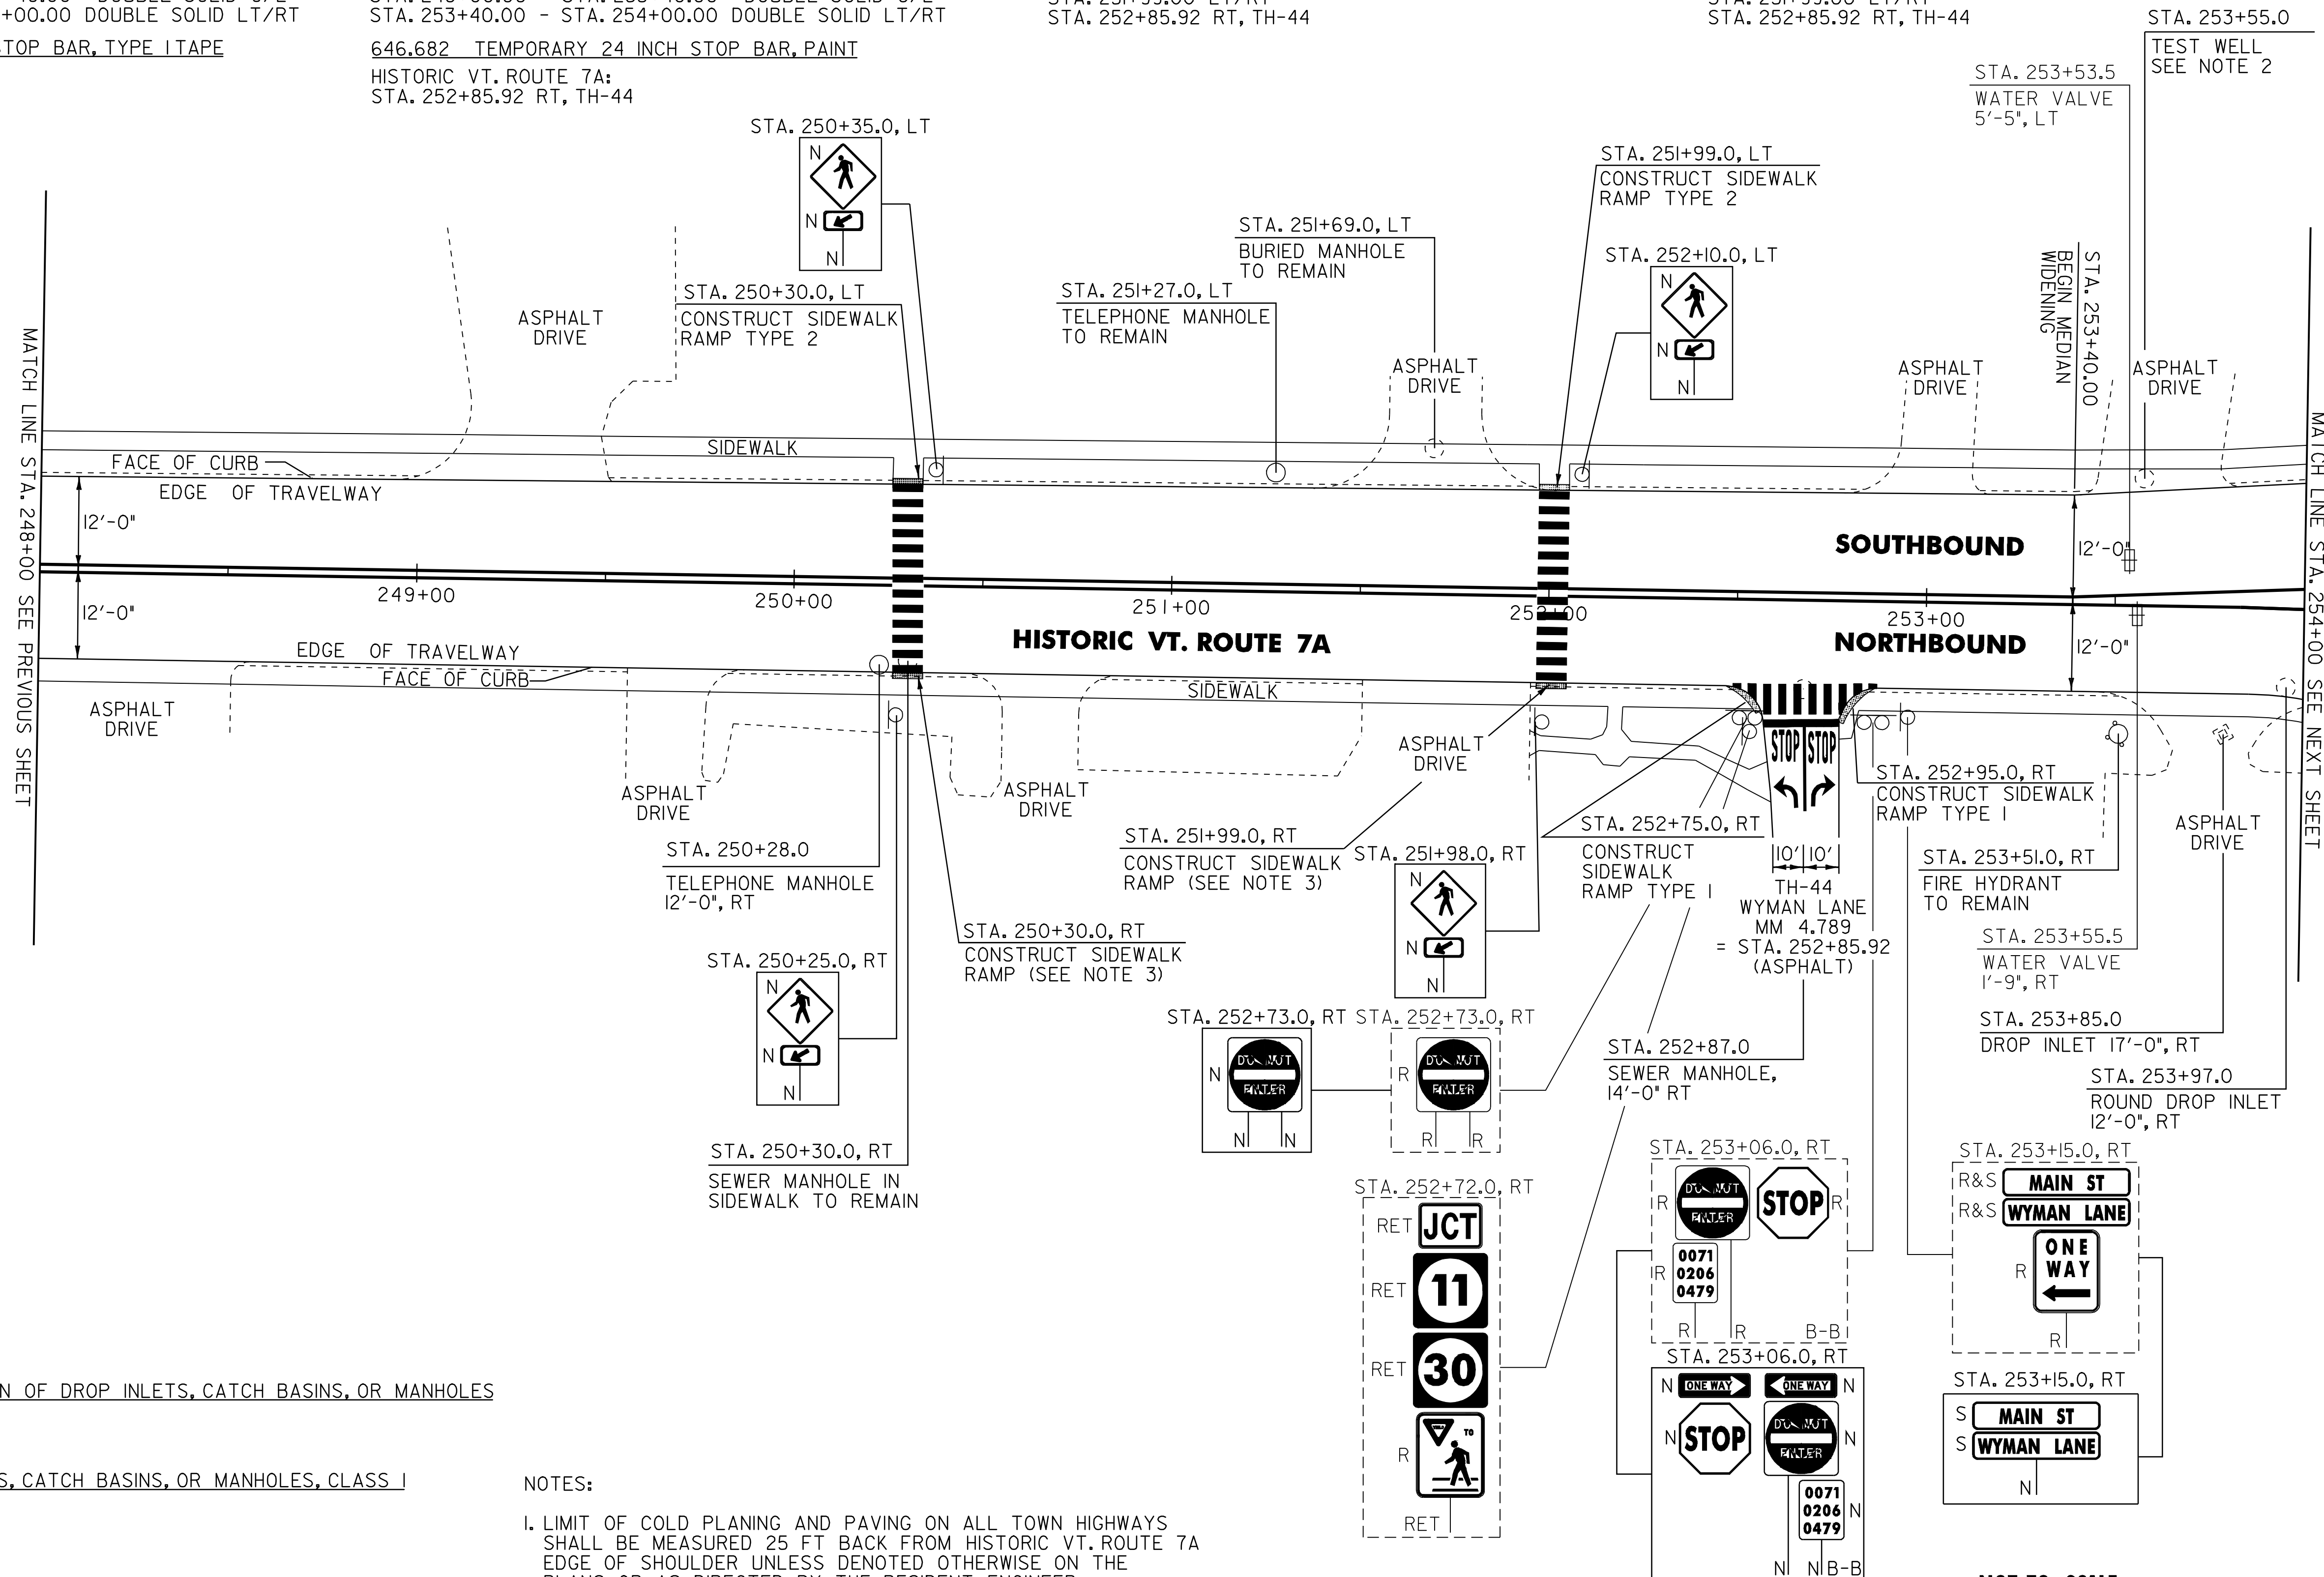 +00.00 DOUBLE SOLID LT/RT
STOP BAR, TYPE I TAPE
STA. 253+40.00 - STA. 254+00.00 DOUBLE SOLID LT/RT
646.682 TEMPORARY 24 INCH STOP BAR, PAINT
HISTORIC VT. ROUTE 7A:
STA. 252+85.92 RT, TH-44
STA. 252+85.92 RT, TH-44
STA. 252+85.92 RT, TH-44
STA. 253+55.0
TEST WELL
SEE NOTE 2
STA. 253+53.5
WATER VALVE
5'-5", LT
STA. 250+35.0, LT
N
N
N
STA. 250+30.0, LT
CONSTRUCT SIDEWALK
RAMP TYPE 2
STA. 251+69.0, LT
BURIED MANHOLE
TO REMAIN
STA. 251+27.0, LT
TELEPHONE MANHOLE
TO REMAIN
STA. 251+99.0, LT
CONSTRUCT SIDEWALK
RAMP TYPE 2
STA. 252+10.0, LT
N
N
N
STA. 253+40.00
BEGIN MEDIAN
WIDENING
ASPHALT
DRIVE
ASPHALT
DRIVE
ASPHALT
DRIVE
ASPHALT
DRIVE
MATCH LINE STA. 248+00 SEE PREVIOUS SHEET
MATCH LINE STA. 254+00 SEE NEXT SHEET
SIDEWALK
FACE OF CURB
EDGE OF TRAVELWAY
12'-0"
12'-0"
SOUTHBOUND
12'-0"
249+00
250+00
251+00
252+00
253+00
HISTORIC VT. ROUTE 7A
NORTHBOUND
12'-0"
EDGE OF TRAVELWAY
FACE OF CURB
SIDEWALK
ASPHALT
DRIVE
ASPHALT
DRIVE
ASPHALT
DRIVE
ASPHALT
DRIVE
ASPHALT
DRIVE
STOP STOP
10' 10'
TH-44
WYMAN LANE
MM 4.789
= STA. 252+85.92
(ASPHALT)
STA. 250+28.0
TELEPHONE MANHOLE
12'-0", RT
STA. 250+25.0, RT
N
N
N
STA. 250+30.0, RT
SEWER MANHOLE IN
SIDEWALK TO REMAIN
STA. 250+30.0, RT
CONSTRUCT SIDEWALK
RAMP (SEE NOTE 3)
STA. 251+99.0, RT
CONSTRUCT SIDEWALK
RAMP (SEE NOTE 3)
STA. 251+98.0, RT
N
N
N
STA. 252+75.0, RT
CONSTRUCT
SIDEWALK
RAMP TYPE 1
STA. 252+95.0, RT
CONSTRUCT SIDEWALK
RAMP TYPE 1
STA. 253+51.0, RT
FIRE HYDRANT
TO REMAIN
STA. 253+55.5
WATER VALVE
1'-9", RT
STA. 253+85.0
DROP INLET 17'-0", RT
STA. 253+97.0
ROUND DROP INLET
12'-0", RT
STA. 252+87.0
SEWER MANHOLE,
14'-0" RT
STA. 252+73.0, RT
N
DO NOT
ENTER
N N
STA. 252+73.0, RT
R
DO NOT
ENTER
R R
STA. 252+72.0, RT
RET JCT
RET 11
RET 30
R
TO
RET
STA. 253+06.0, RT
R
DO NOT
ENTER
STOP
R
R
0071
0206
0479
R R B-B
STA. 253+06.0, RT
N ONE WAY ONE WAY N
N STOP
DO NOT
ENTER
N
0071
0206
0479
N
N N B-B
STA. 253+15.0, RT
R&S MAIN ST
R&S WYMAN LANE
R
ONE
WAY
R
STA. 253+15.0, RT
S MAIN ST
S WYMAN LANE
N
N OF DROP INLETS, CATCH BASINS, OR MANHOLES
S, CATCH BASINS, OR MANHOLES, CLASS I
NOTES:
1. LIMIT OF COLD PLANING AND PAVING ON ALL TOWN HIGHWAYS
SHALL BE MEASURED 25 FT BACK FROM HISTORIC VT. ROUTE 7A
EDGE OF SHOULDER UNLESS DENOTED OTHERWISE ON THE